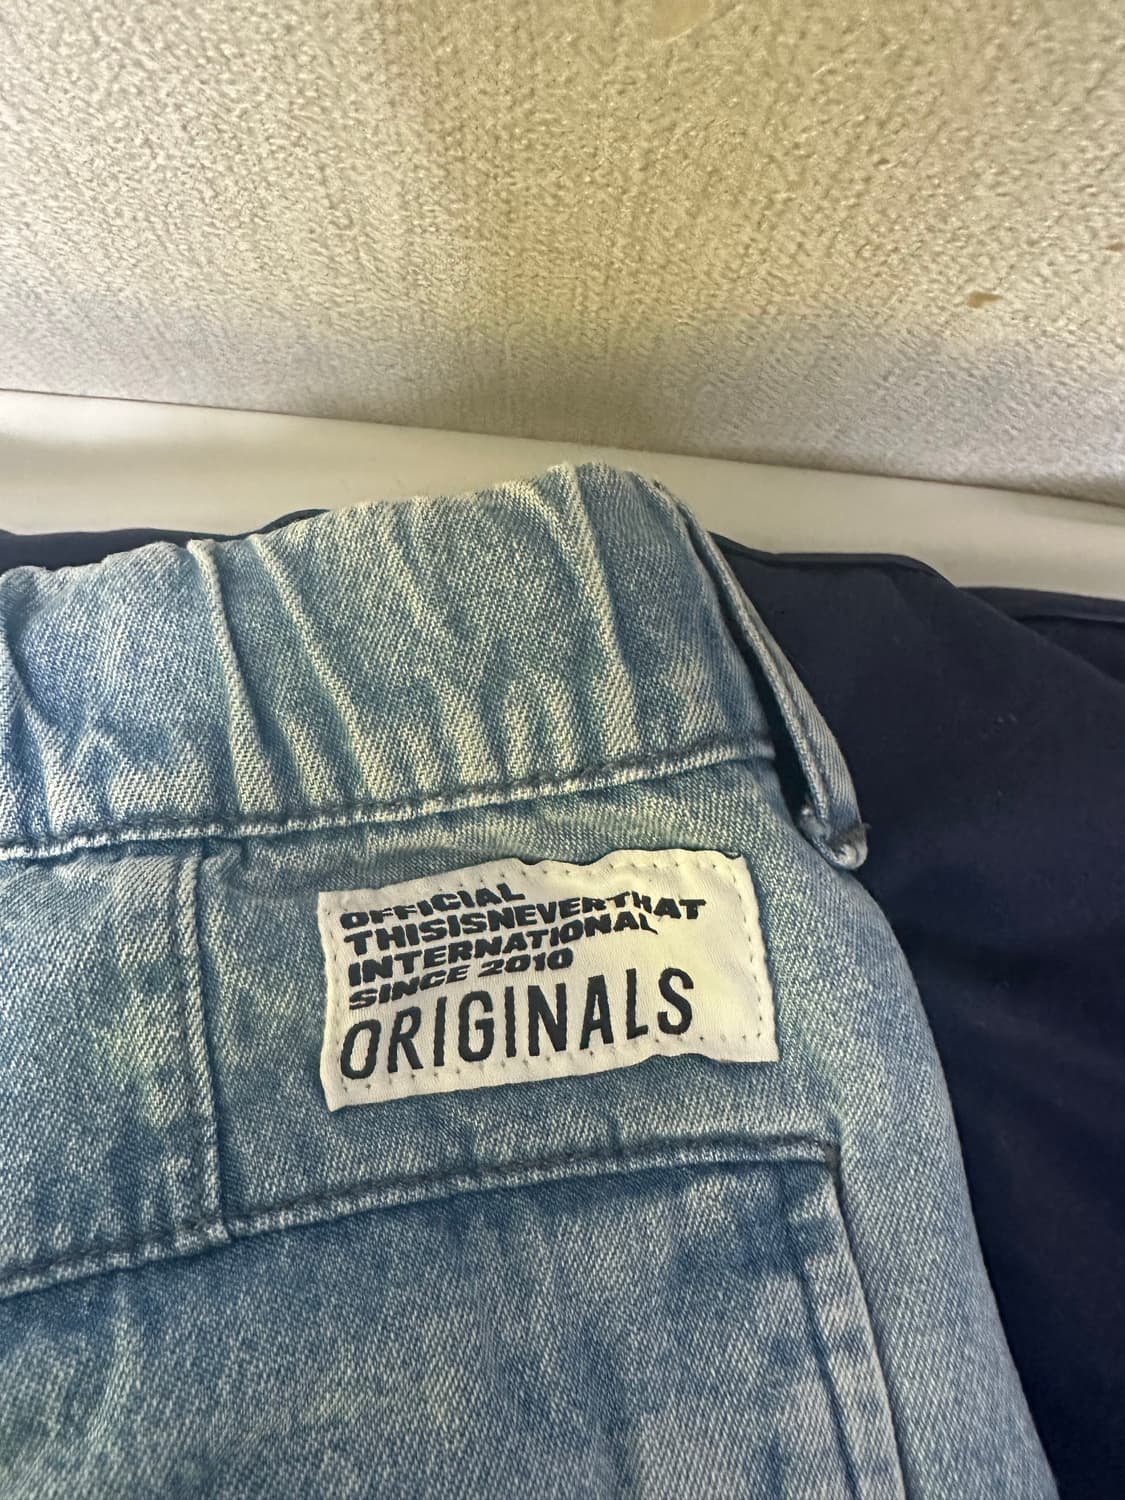 OFFICIAL
THISISNEVERTHAT
INTERNATIONAL
SINCE 2010
ORIGINALS